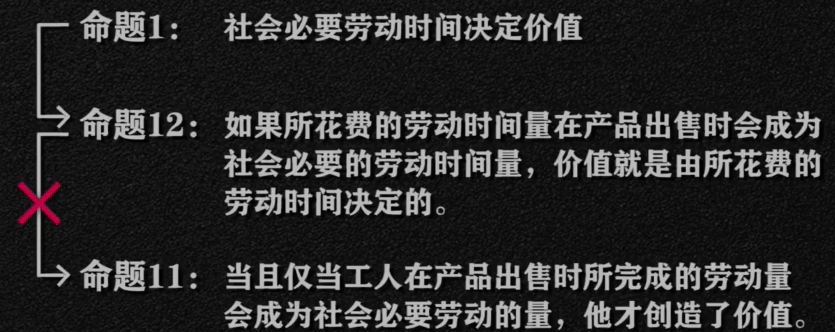 命题1： 社会必要劳动时间决定价值
命题12：如果所花费的劳动时间量在产品出售时会成为
社会必要的劳动时间量，价值就是由所花费的
劳动时间决定的。
命题11：当且仅当工人在产品出售时所完成的劳动量
会成为社会必要劳动的量，他才创造了价值。